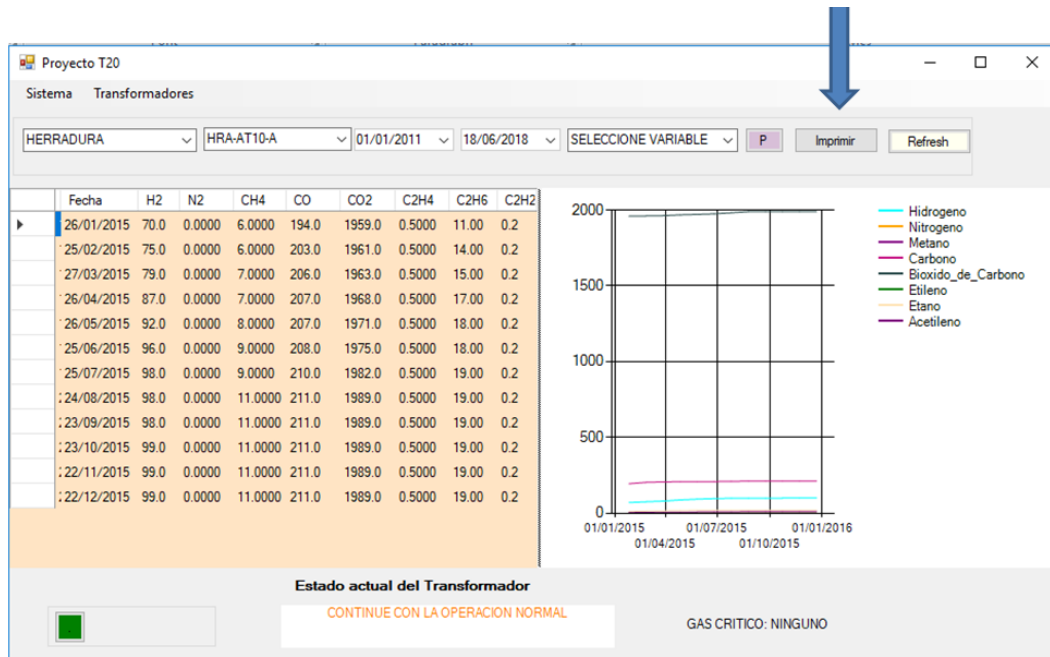 Proyecto T20
Sistema Transformadores
HERRADURA HRA-AT10-A 01/01/2011 18/06/2018 SELECCIONE VARIABLE P Imprimir Refresh
Fecha H2 N2 CH4 CO CO2 C2H4 C2H6 C2H2
26/01/2015 70.0 0.0000 6.0000 194.0 1959.0 0.5000 11.00 0.2
25/02/2015 75.0 0.0000 6.0000 203.0 1961.0 0.5000 14.00 0.2
27/03/2015 79.0 0.0000 7.0000 206.0 1963.0 0.5000 15.00 0.2
26/04/2015 87.0 0.0000 7.0000 207.0 1968.0 0.5000 17.00 0.2
26/05/2015 92.0 0.0000 8.0000 207.0 1971.0 0.5000 18.00 0.2
25/06/2015 96.0 0.0000 9.0000 208.0 1975.0 0.5000 18.00 0.2
25/07/2015 98.0 0.0000 9.0000 210.0 1982.0 0.5000 19.00 0.2
24/08/2015 98.0 0.0000 11.0000 211.0 1989.0 0.5000 19.00 0.2
23/09/2015 98.0 0.0000 11.0000 211.0 1989.0 0.5000 19.00 0.2
23/10/2015 99.0 0.0000 11.0000 211.0 1989.0 0.5000 19.00 0.2
22/11/2015 99.0 0.0000 11.0000 211.0 1989.0 0.5000 19.00 0.2
22/12/2015 99.0 0.0000 11.0000 211.0 1989.0 0.5000 19.00 0.2
2000
1500
1000
500
0
01/01/2015 01/07/2015 01/01/2016
01/04/2015 01/10/2015
Hidrogeno
Nitrogeno
Metano
Carbono
Bioxido_de_Carbono
Etileno
Etano
Acetileno
Estado actual del Transformador
CONTINUE CON LA OPERACION NORMAL
GAS CRITICO: NINGUNO